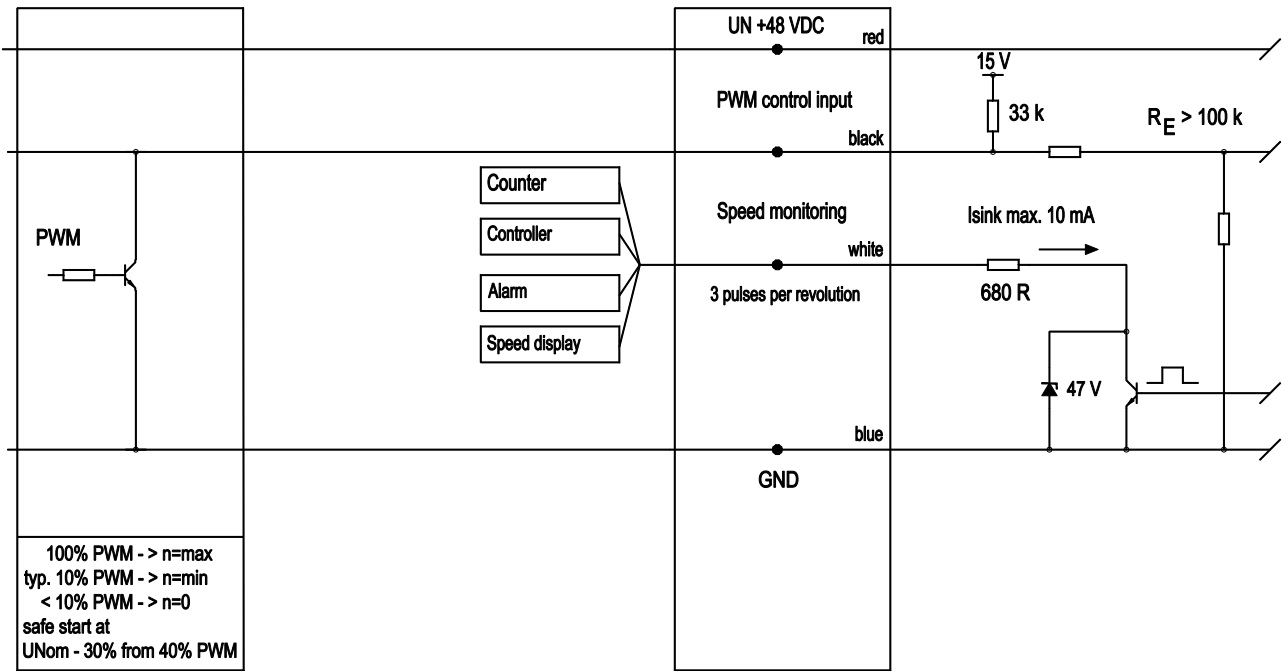 UN +48 VDC
red
15 V
PWM control input
33 k
RE > 100 k
black
Counter
Speed monitoring
Isink max. 10 mA
PWM
Controller
white
Alarm
3 pulses per revolution
680 R
Speed display
47 V
blue
GND
100% PWM - > n=max
typ. 10% PWM - > n=min
< 10% PWM - > n=0
safe start at
UNom - 30% from 40% PWM